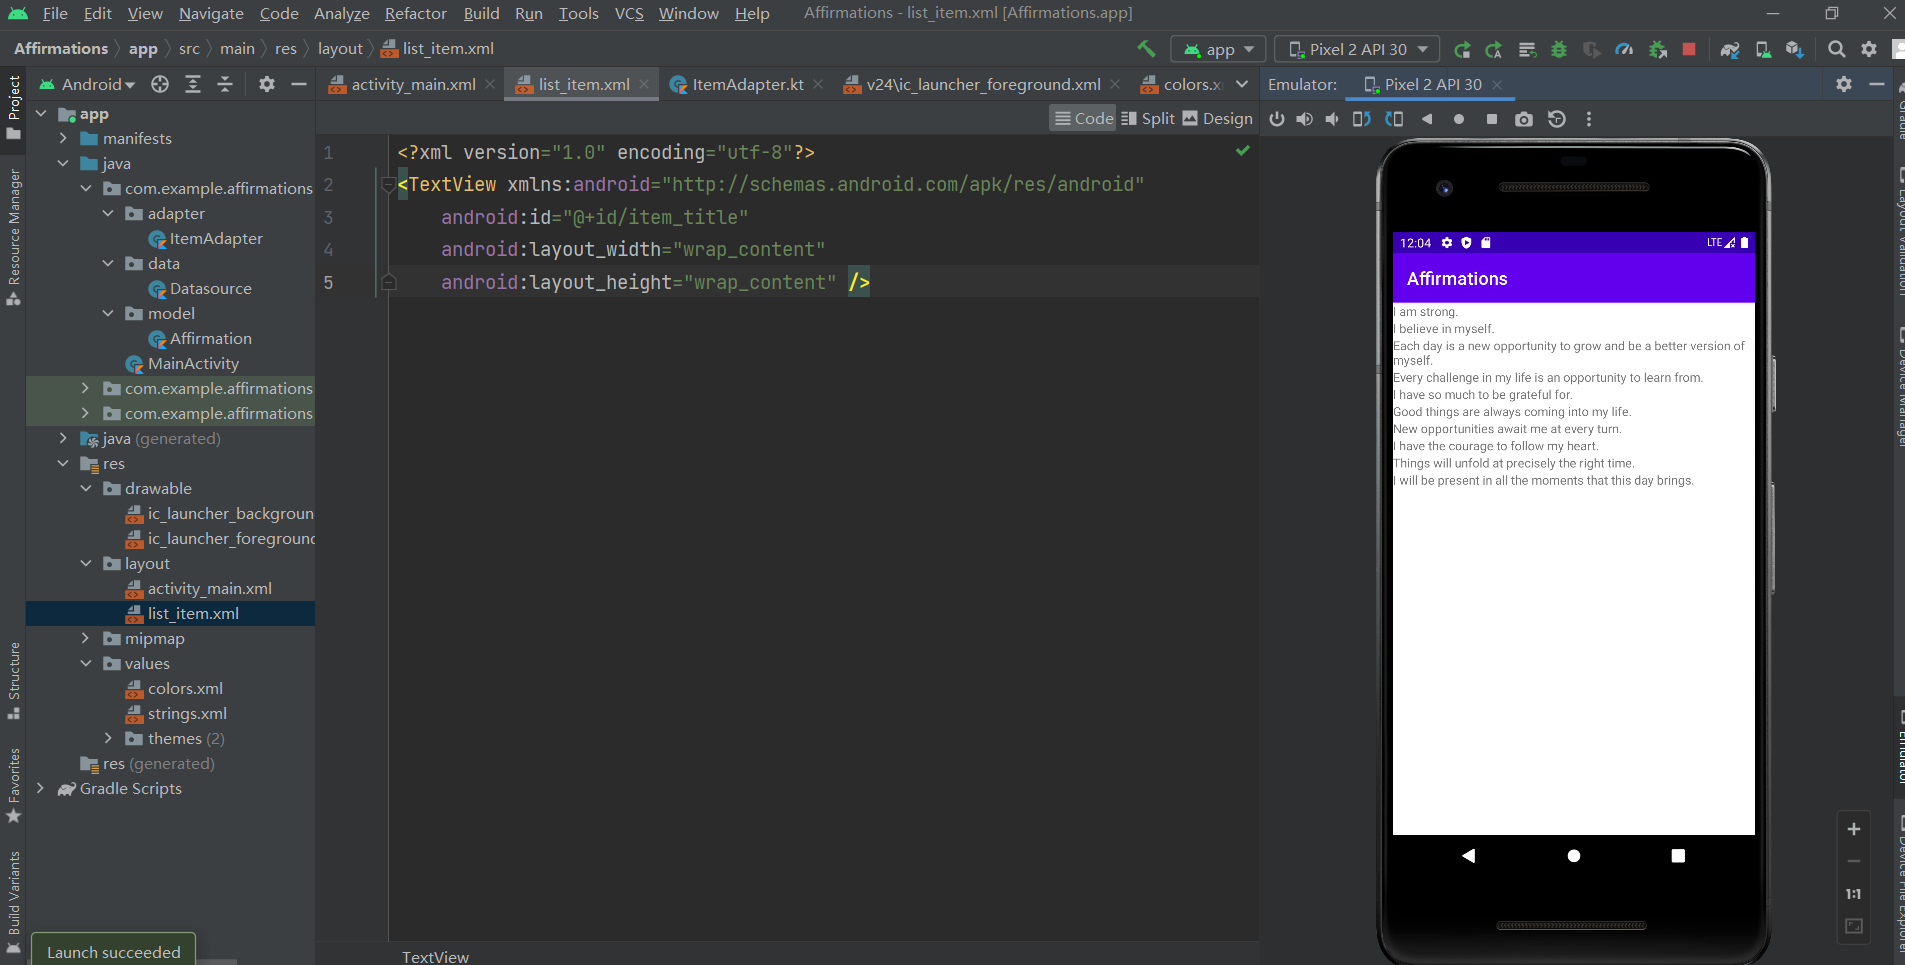 File Edit View Navigate Code Analyze Refactor Build Run Tools VCS Window Help Affirmations - list_item.xml [Affirmations.app]
Affirmations app src main res layout list_item.xml
app Pixel 2 API 30
Android
activity_main.xml list_item.xml ItemAdapter.kt v24\ic_launcher_foreground.xml colors.x
Emulator: Pixel 2 API 30
Code Split Design
Project
Resource Manager
Structure
Favorites
Build Variants
app
manifests
java
com.example.affirmations
adapter
ItemAdapter
data
Datasource
model
Affirmation
MainActivity
com.example.affirmations
com.example.affirmations
java (generated)
res
drawable
ic_launcher_backgroun
ic_launcher_foreground
layout
activity_main.xml
list_item.xml
mipmap
values
colors.xml
strings.xml
themes (2)
res (generated)
Gradle Scripts
Launch succeeded
1 <?xml version="1.0" encoding="utf-8"?>
2 <TextView xmlns:android="http://schemas.android.com/apk/res/android"
3 android:id="@+id/item_title"
4 android:layout_width="wrap_content"
5 android:layout_height="wrap_content" />
TextView
12:04 LTE
Affirmations
I am strong.
I believe in myself.
Each day is a new opportunity to grow and be a better version of
myself.
Every challenge in my life is an opportunity to learn from.
I have so much to be grateful for.
Good things are always coming into my life.
New opportunities await me at every turn.
I have the courage to follow my heart.
Things will unfold at precisely the right time.
I will be present in all the moments that this day brings.
1:1
Gradle
Layout Validation
Device Manager
Emulator
Device File Explorer